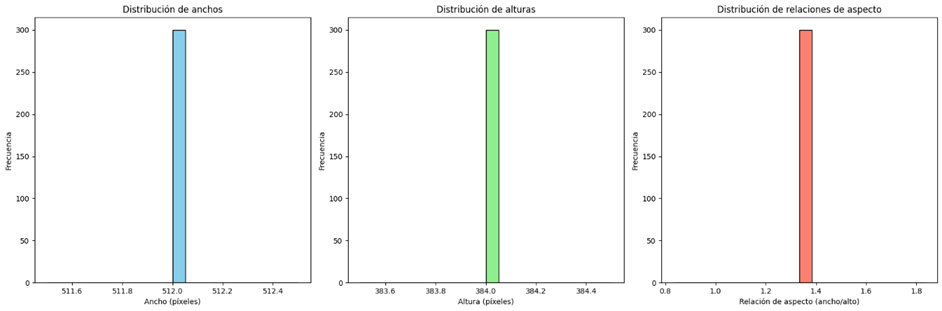 Distribución de anchos
300
250
200
150
100
50
0
Frecuencia
511.6 511.8 512.0 512.2 512.4
Ancho (píxeles)
Distribución de alturas
300
250
200
150
100
50
0
Frecuencia
383.6 383.8 384.0 384.2 384.4
Altura (píxeles)
Distribución de relaciones de aspecto
300
250
200
150
100
50
0
Frecuencia
0.8 1.0 1.2 1.4 1.6 1.8
Relación de aspecto (ancho/alto)